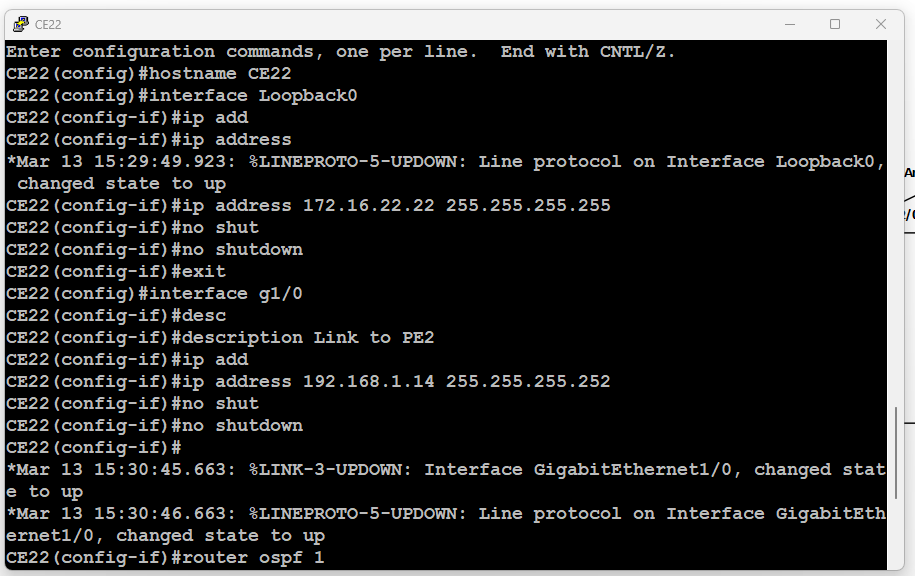 CE22
Enter configuration commands, one per line.  End with CNTL/Z.
CE22(config)#hostname CE22
CE22(config)#interface Loopback0
CE22(config-if)#ip add
CE22(config-if)#ip address
*Mar 13 15:29:49.923: %LINEPROTO-5-UPDOWN: Line protocol on Interface Loopback0,
 changed state to up
CE22(config-if)#ip address 172.16.22.22 255.255.255.255
CE22(config-if)#no shut
CE22(config-if)#no shutdown
CE22(config-if)#exit
CE22(config)#interface g1/0
CE22(config-if)#desc
CE22(config-if)#description Link to PE2
CE22(config-if)#ip add
CE22(config-if)#ip address 192.168.1.14 255.255.255.252
CE22(config-if)#no shut
CE22(config-if)#no shutdown
CE22(config-if)#
*Mar 13 15:30:45.663: %LINK-3-UPDOWN: Interface GigabitEthernet1/0, changed stat
e to up
*Mar 13 15:30:46.663: %LINEPROTO-5-UPDOWN: Line protocol on Interface GigabitEth
ernet1/0, changed state to up
CE22(config-if)#router ospf 1